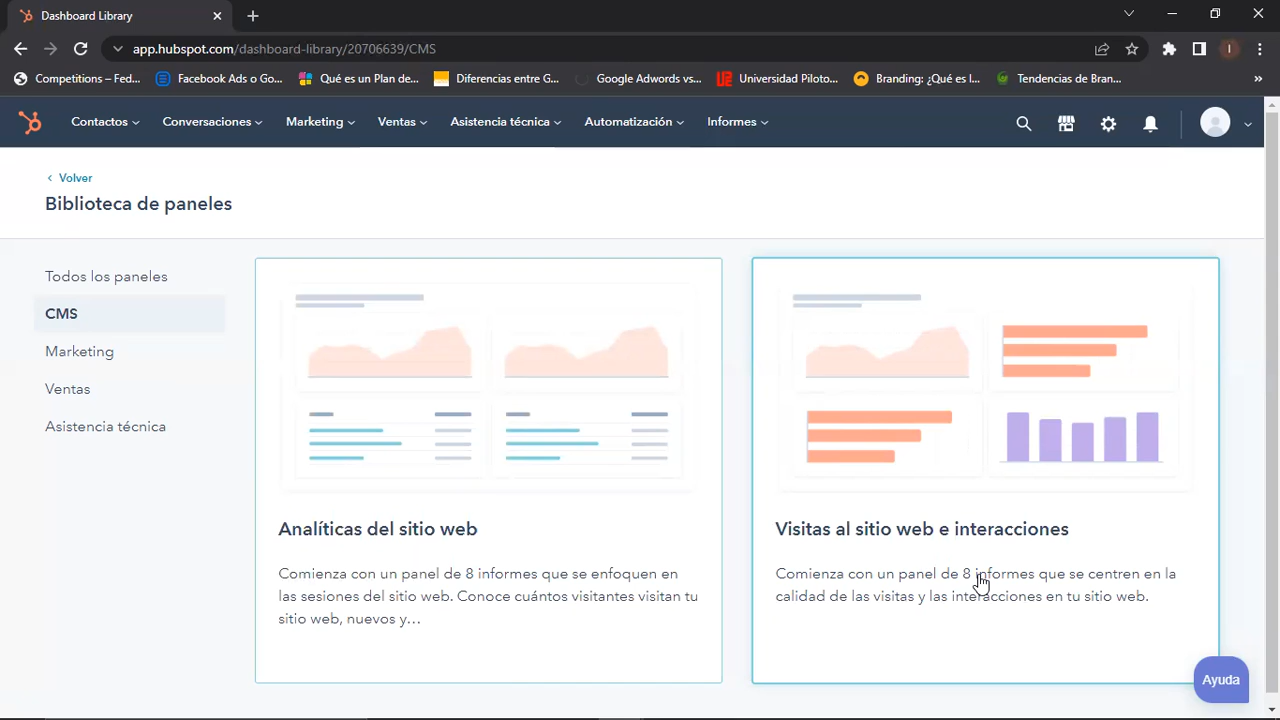 Dashboard Library
app.hubspot.com/dashboard-library/20706639/CMS
Competitions – Fed...
Facebook Ads o Go...
Qué es un Plan de...
Diferencias entre G...
Google Adwords vs...
Universidad Piloto...
Branding: ¿Qué es l...
Tendencias de Bran...
Contactos
Conversaciones
Marketing
Ventas
Asistencia técnica
Automatización
Informes
Volver
Biblioteca de paneles
Todos los paneles
CMS
Marketing
Ventas
Asistencia técnica
Analíticas del sitio web
Comienza con un panel de 8 informes que se enfoquen en
las sesiones del sitio web. Conoce cuántos visitantes visitan tu
sitio web, nuevos y…
Visitas al sitio web e interacciones
Comienza con un panel de 8 informes que se centren en la
calidad de las visitas y las interacciones en tu sitio web.
Ayuda